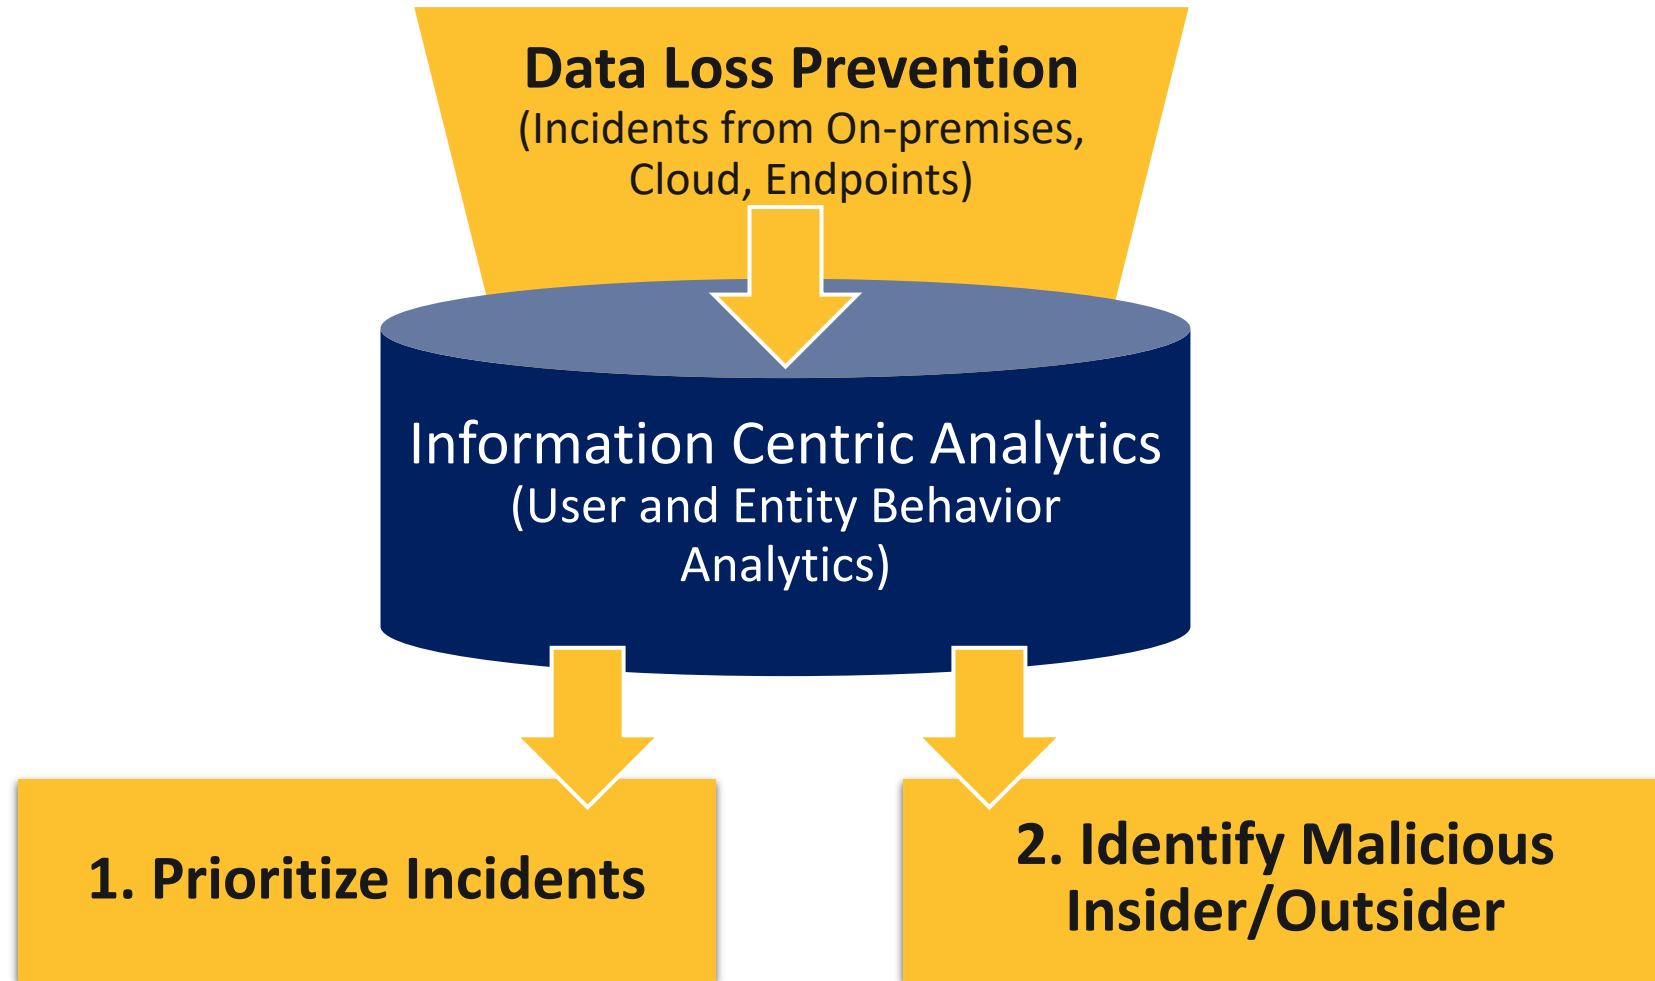 Data Loss Prevention
(Incidents from On-premises,
Cloud, Endpoints)
Information Centric Analytics
(User and Entity Behavior
Analytics)
1. Prioritize Incidents
2. Identify Malicious
Insider/Outsider